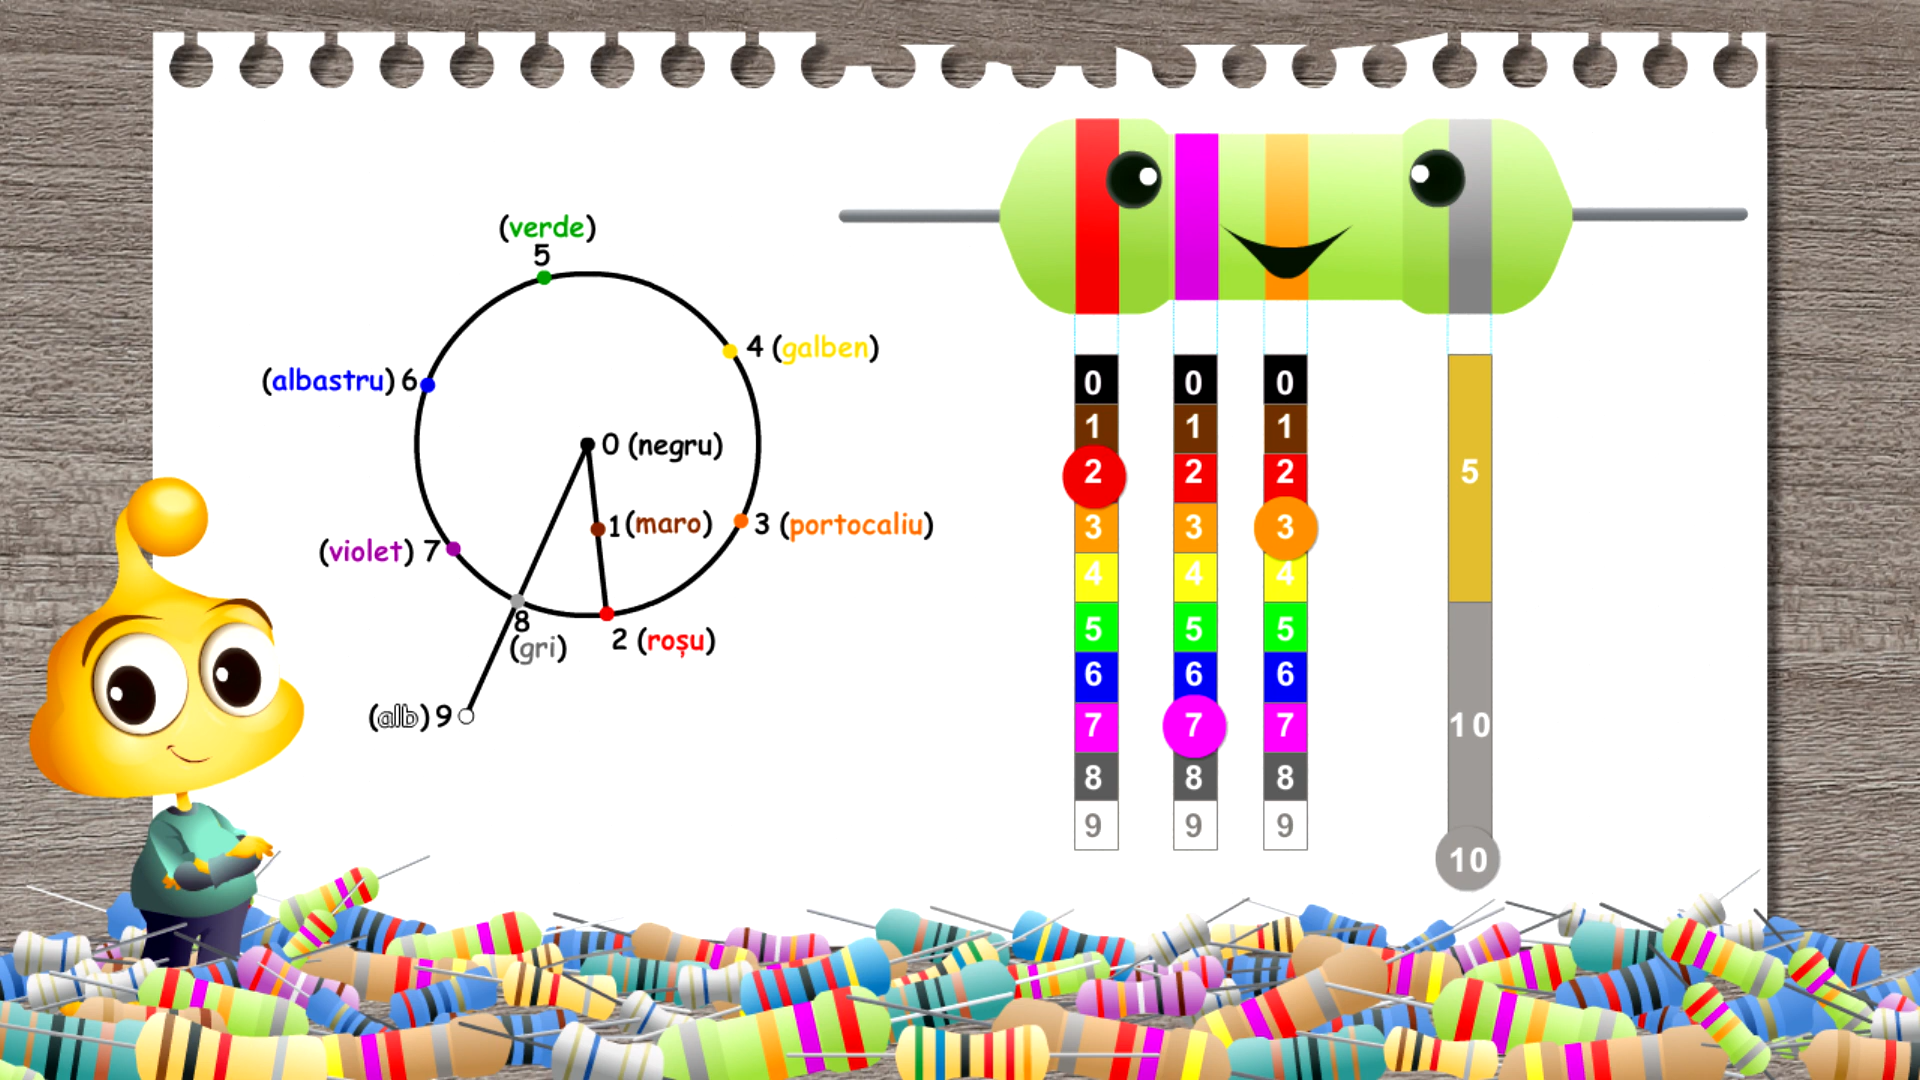 (verde)
5
4 (galben)
(albastru) 6
0 (negru)
1 (maro)
3 (portocaliu)
(violet) 7
8
(gri)
2 (roșu)
(alb) 9
0 0 0
1 1 1
2 2 2 5
3 3 3
4 4 4
5 5 5
6 6 6
7 7 7 10
8 8 8
9 9 9
10